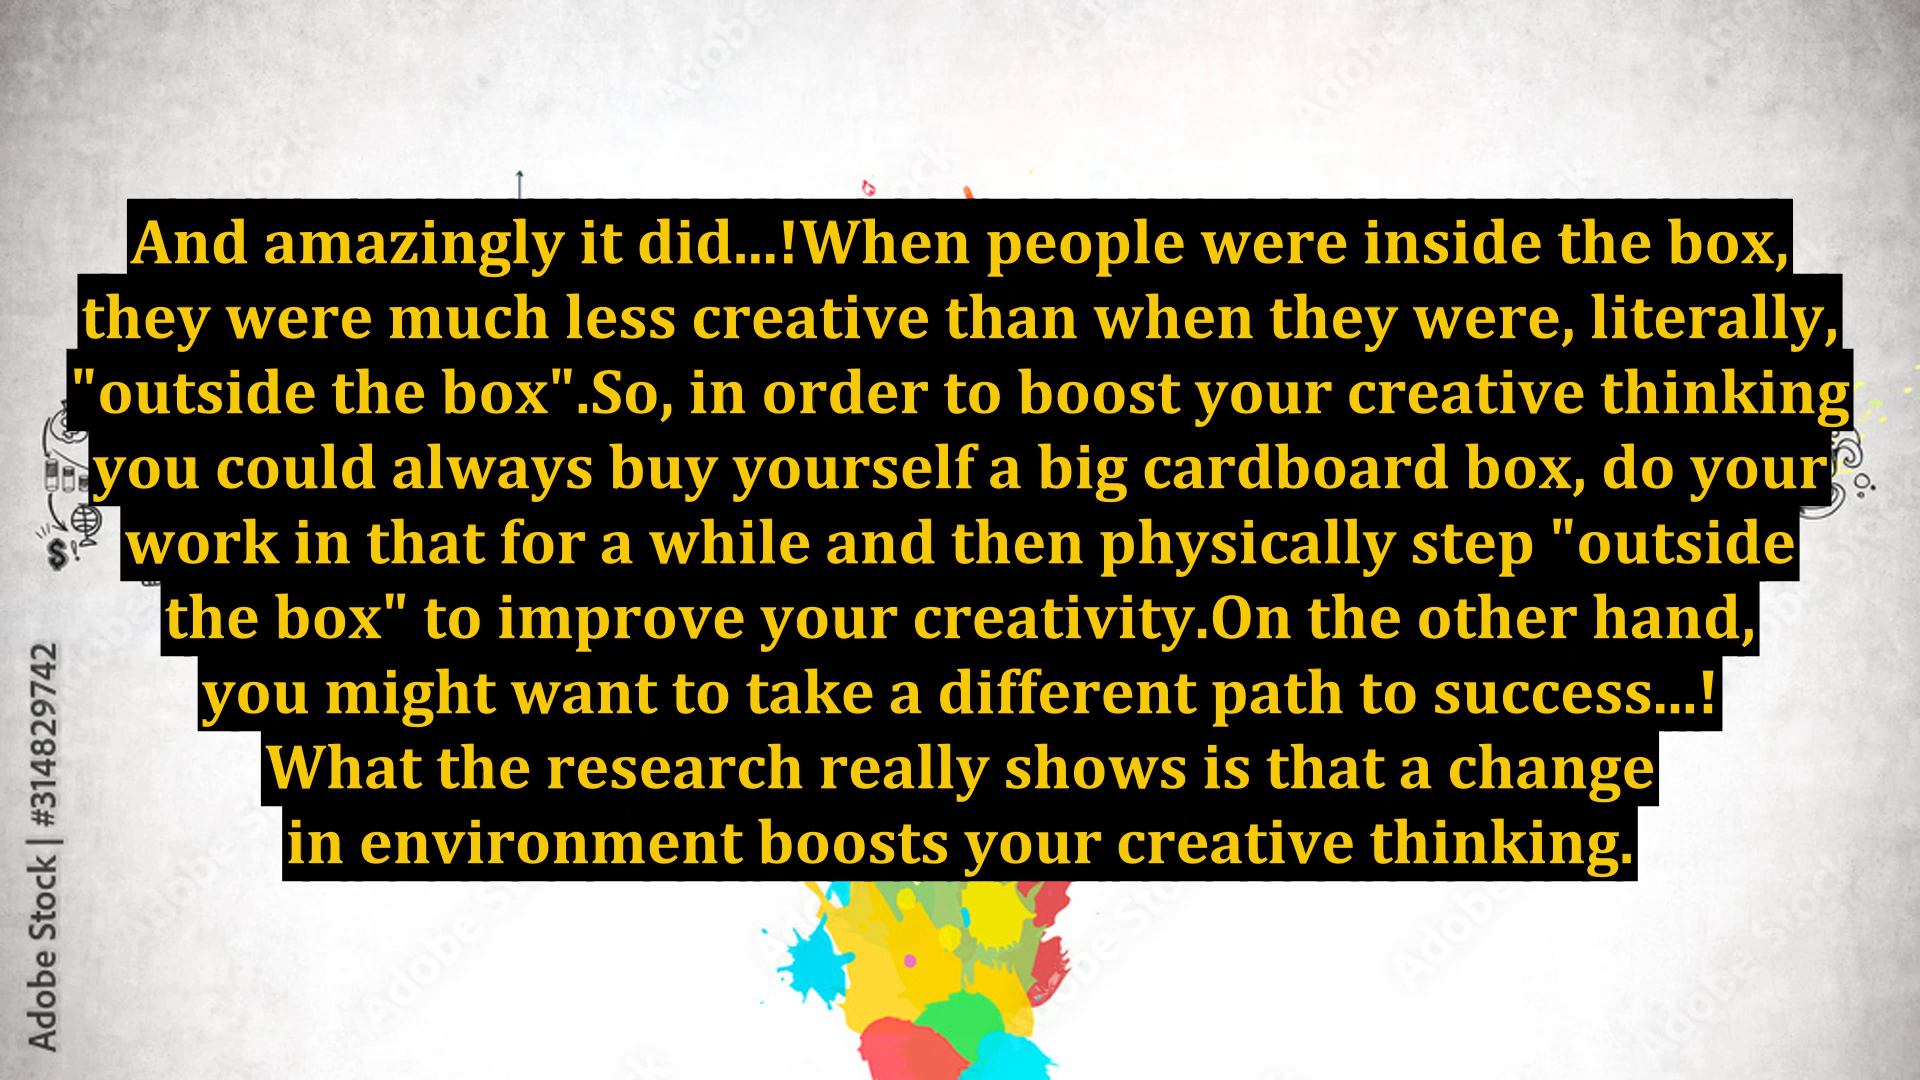 And amazingly it did...!When people were inside the box,
they were much less creative than when they were, literally,
"outside the box".So, in order to boost your creative thinking
you could always buy yourself a big cardboard box, do your
work in that for a while and then physically step "outside
the box" to improve your creativity.On the other hand,
you might want to take a different path to success...!
What the research really shows is that a change
in environment boosts your creative thinking.
Adobe Stock | #314829742